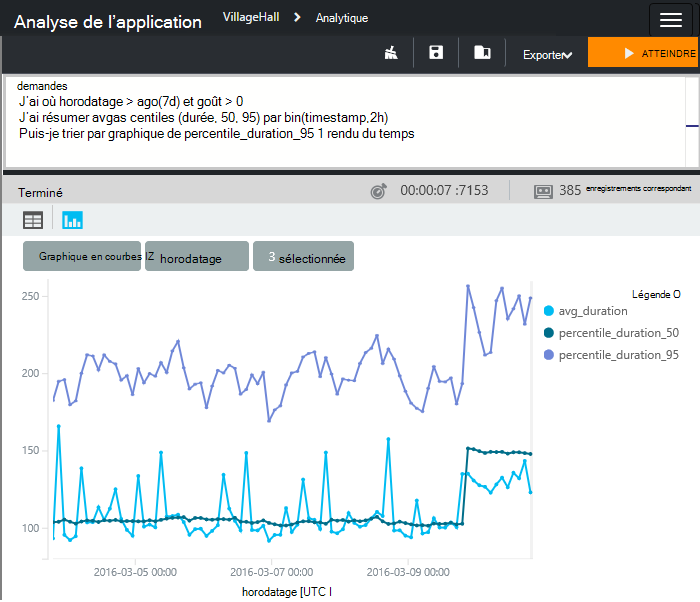 Analyse de l'application VillageHall Analytique
Exporter ATTEINDRE
demandes
J'ai où horodatage > ago(7d) et goût > 0
J'ai résumer avgas centiles (durée, 50, 95) par bin(timestamp,2h)
Puis-je trier par graphique de percentile_duration_95 1 rendu du temps
Terminé 00:00:07 :7153 385 enregistrements correspondant
Graphique en courbes IZ horodatage 3 sélectionnée
Légende O
avg_duration
percentile_duration_50
percentile_duration_95
250
200
150
100
2016-03-05 00:00 2016-03-07 00:00 2016-03-09 00:00
horodatage [UTC I